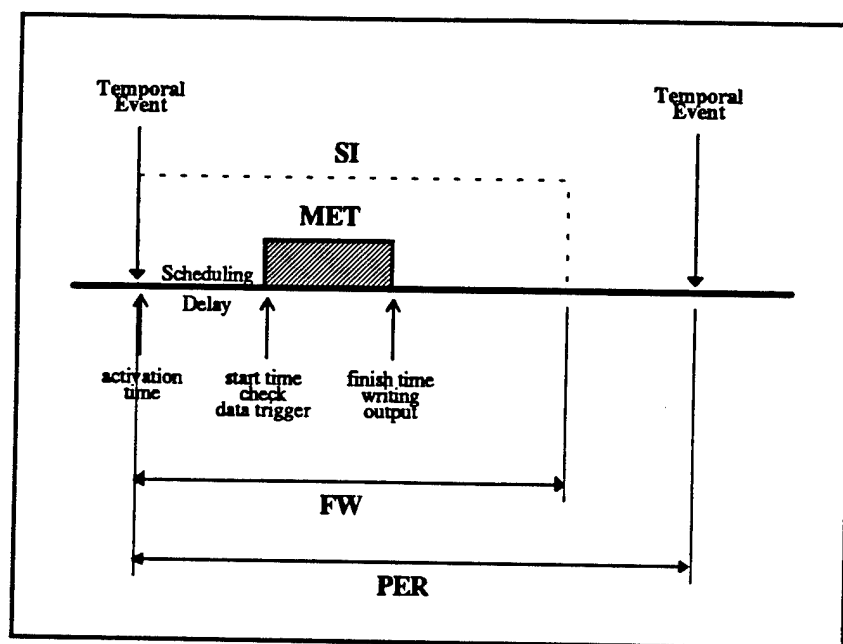 Temporal
Event
Temporal
Event
SI
MET
Scheduling
Delay
activation
time
start time
check
data trigger
finish time
writing
output
FW
PER